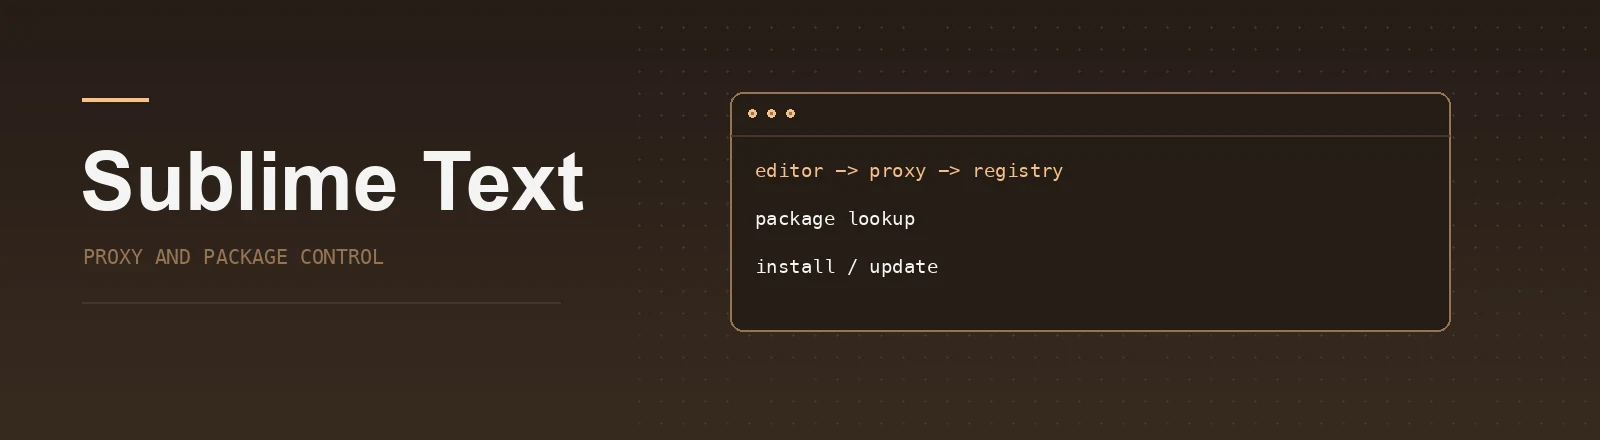 Sublime Text
PROXY AND PACKAGE CONTROL
editor —> proxy —> registry
package lookup
install / update